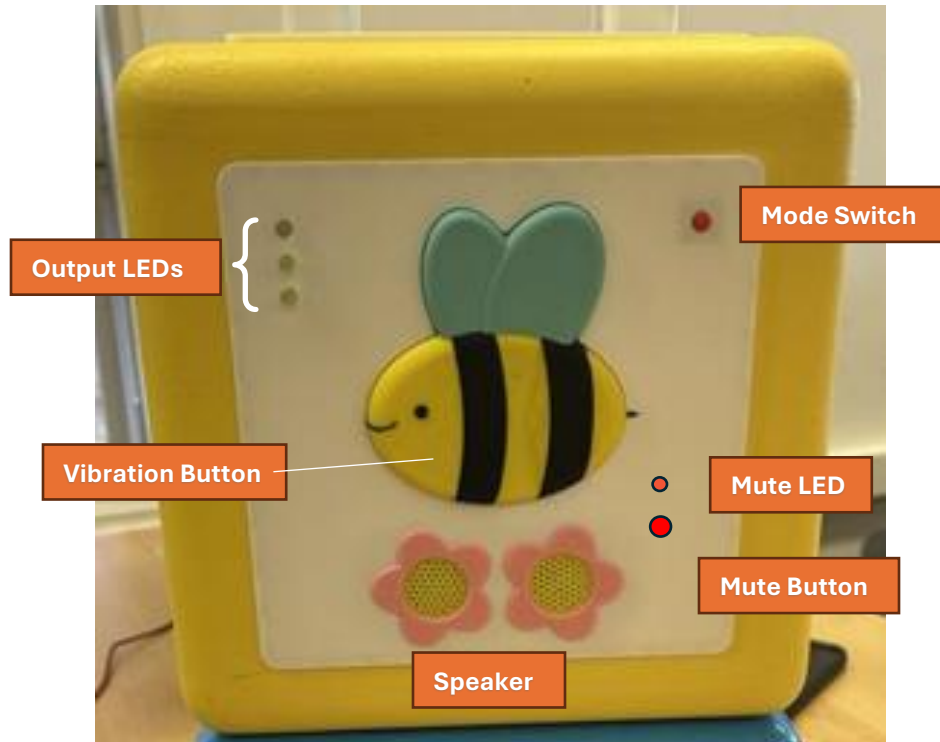 Mode Switch
Output LEDs
Vibration Button
Mute LED
Mute Button
Speaker